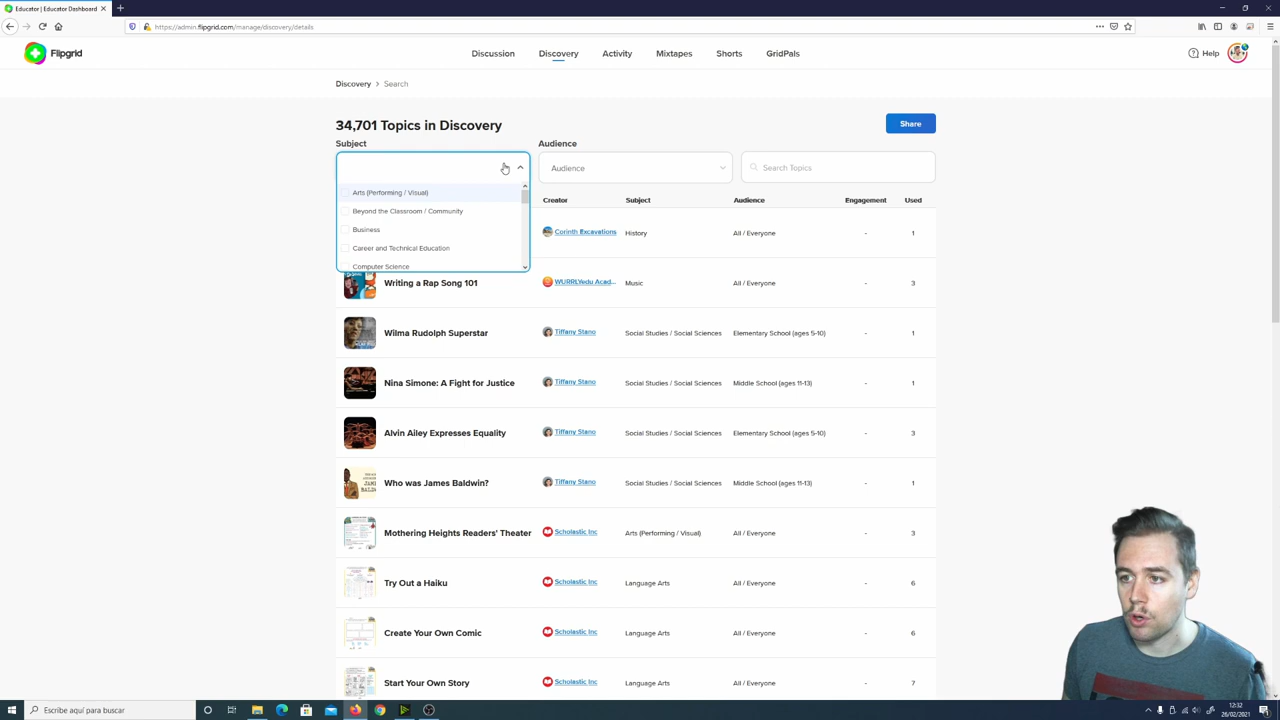 Educator | Educator Dashboard
https://admin.flipgrid.com/manage/discovery/details
Flipgrid
Discussion
Discovery
Activity
Mixtapes
Shorts
GridPals
Help
Discovery > Search
34,701 Topics in Discovery
Share
Subject
Audience
Audience
Search Topics
Arts (Performing / Visual)
Beyond the Classroom / Community
Business
Career and Technical Education
Computer Science
Creator Subject Audience Engagement Used
Corinth Excavations History All / Everyone - 1
Writing a Rap Song 101 WURRLYedu Acad... Music All / Everyone - 3
Wilma Rudolph Superstar Tiffany Stano Social Studies / Social Sciences Elementary School (ages 5-10) - 1
Nina Simone: A Fight for Justice Tiffany Stano Social Studies / Social Sciences Middle School (ages 11-13) - 1
Alvin Ailey Expresses Equality Tiffany Stano Social Studies / Social Sciences Elementary School (ages 5-10) - 3
Who was James Baldwin? Tiffany Stano Social Studies / Social Sciences Middle School (ages 11-13) - 1
Mothering Heights Readers' Theater Scholastic Inc Arts (Performing / Visual) All / Everyone - 3
Try Out a Haiku Scholastic Inc Language Arts All / Everyone - 6
Create Your Own Comic Scholastic Inc Language Arts All / Everyone - 6
Start Your Own Story Scholastic Inc Language Arts All / Everyone - 7
Escribe aquí para buscar
12:32
26/02/2021